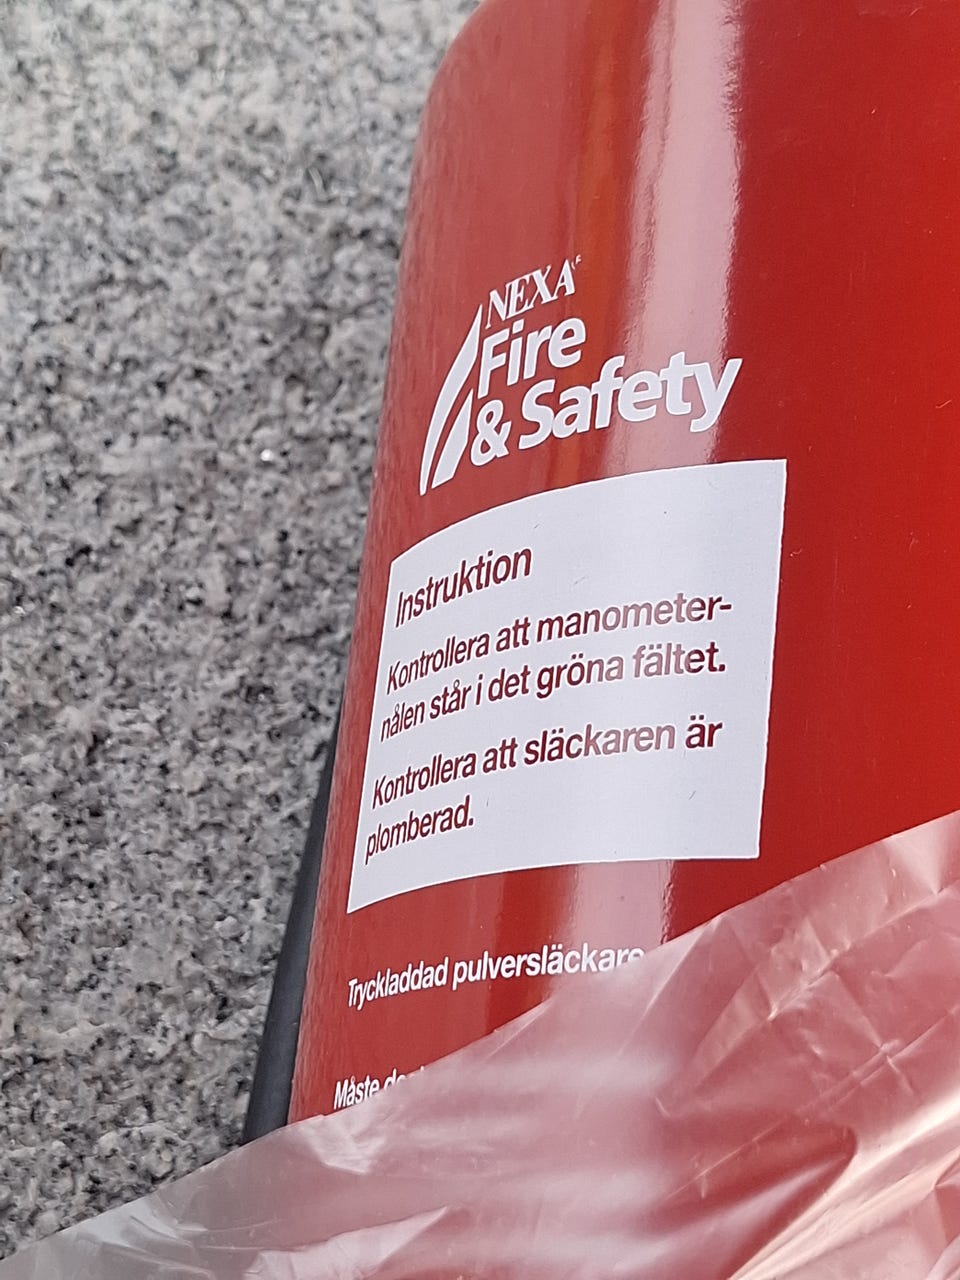 NEXA
Fire
& Safety
Instruktion
Kontrollera att manometer-
nålen står i det gröna fältet.
Kontrollera att släckaren är
plomberad.
Tryckladdad pulversläckare
Måste